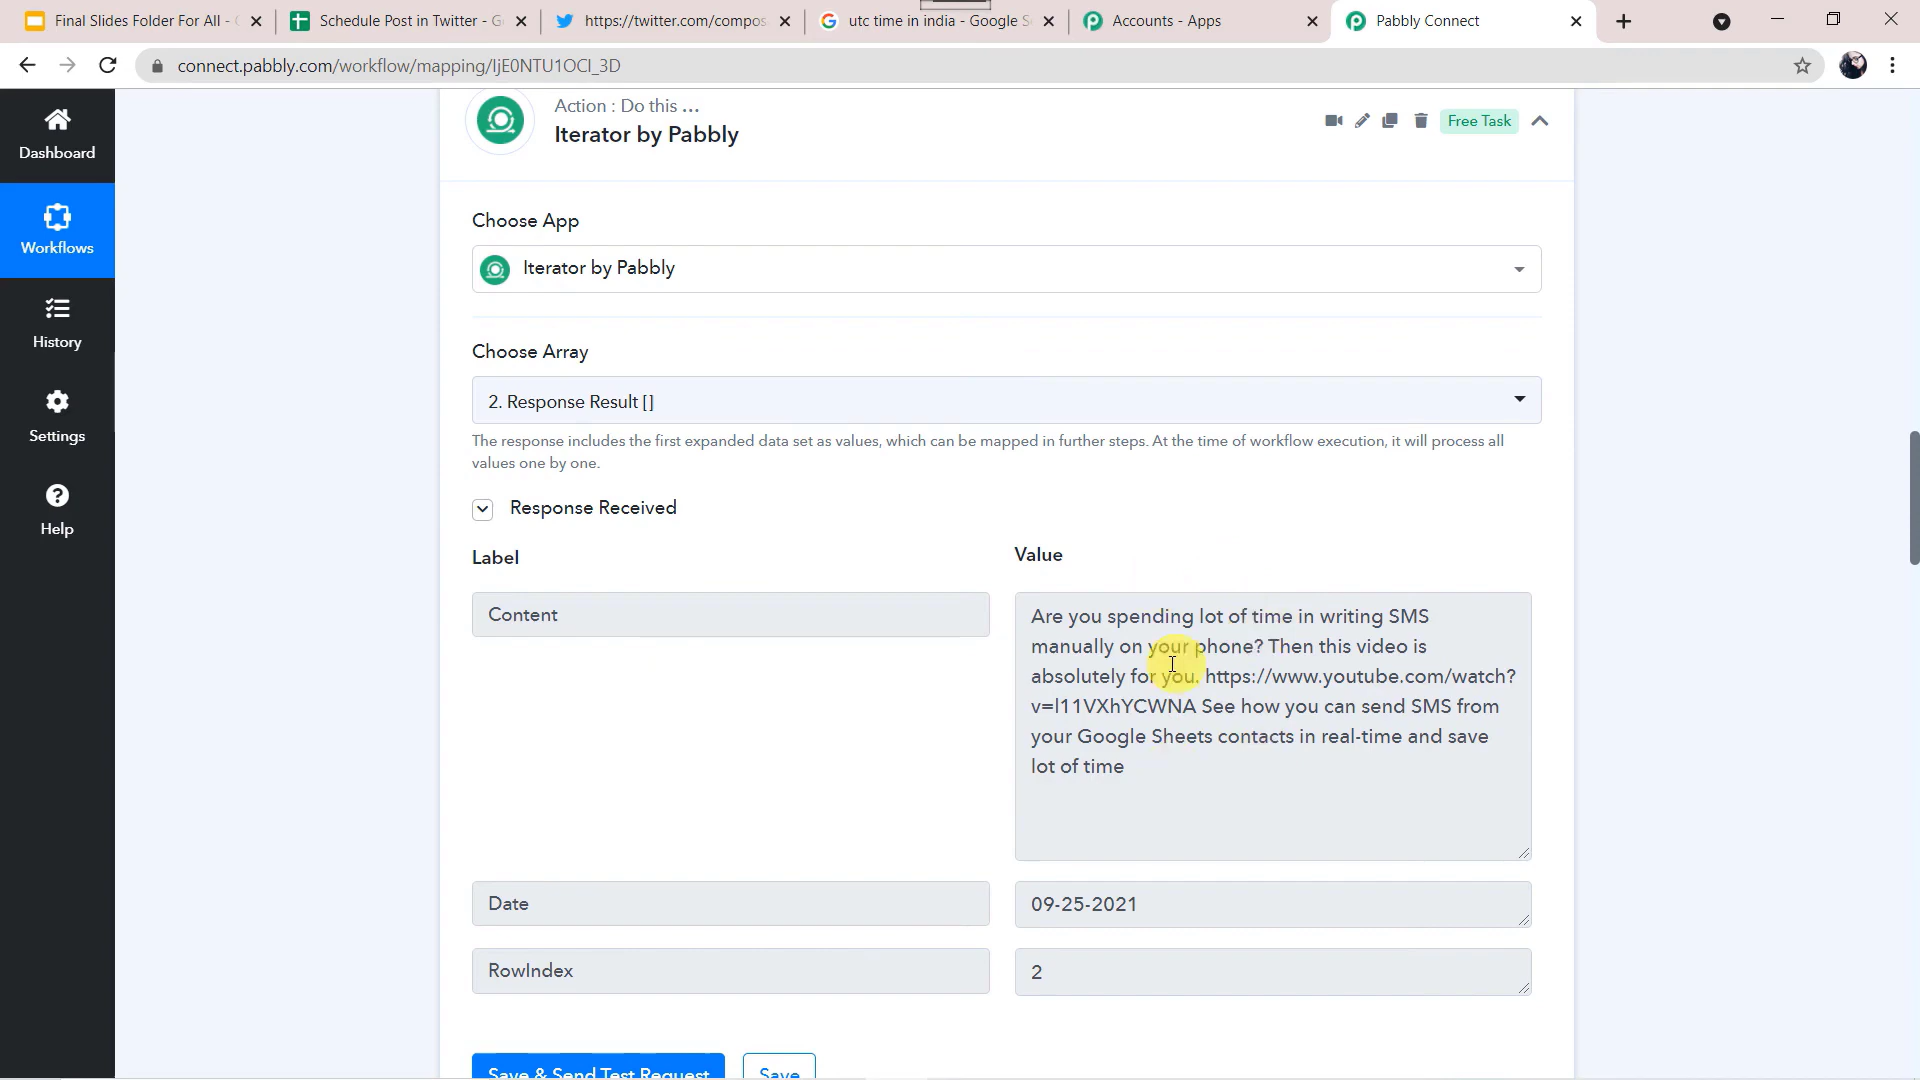 Final Slides Folder For All - G
Schedule Post in Twitter - G
https://twitter.com/compos
utc time in india - Google S
Accounts - Apps
Pabbly Connect
connect.pabbly.com/workflow/mapping/IjE0NTU1OCI_3D
Dashboard
Workflows
History
Settings
Help
Action : Do this ...
Iterator by Pabbly
Free Task
Choose App
Iterator by Pabbly
Choose Array
2. Response Result []
The response includes the first expanded data set as values, which can be mapped in further steps. At the time of workflow execution, it will process all
values one by one.
Response Received
Label
Value
Content
Are you spending lot of time in writing SMS
manually on your phone? Then this video is
absolutely for you. https://www.youtube.com/watch?
v=l11VXhYCWNA See how you can send SMS from
your Google Sheets contacts in real-time and save
lot of time
Date
09-25-2021
RowIndex
2
Save & Send Test Request
Save